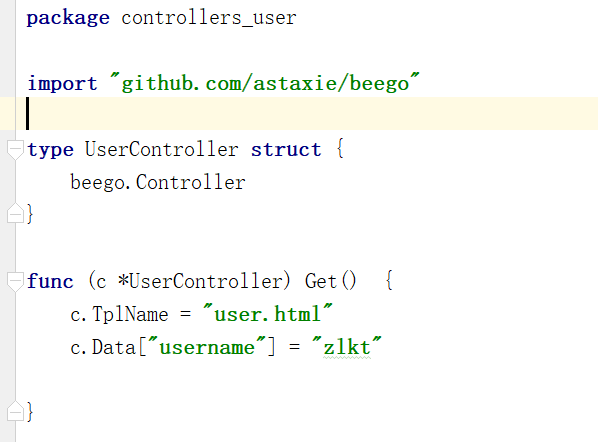 package controllers_user
import "github.com/astaxie/beego"
type UserController struct {
beego.Controller
}
func (c *UserController) Get()  {
c.TplName = "user.html"
c.Data["username"] = "zlkt"
}